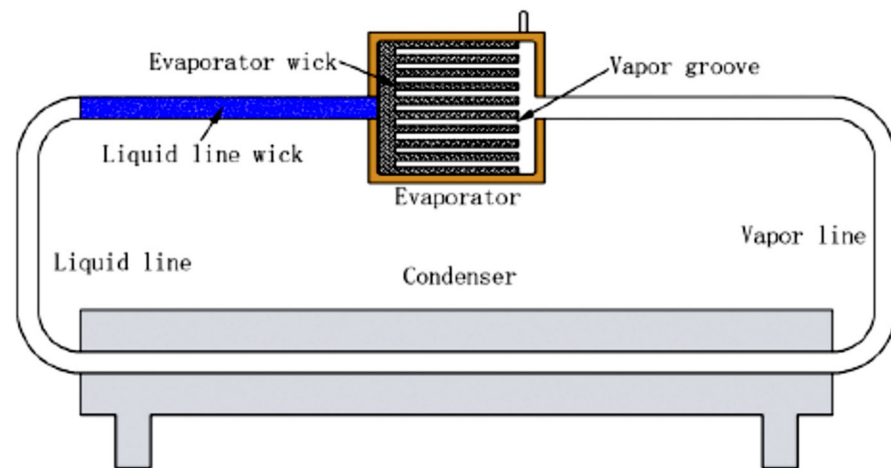 Evaporator wick
Vapor groove
Liquid line wick
Evaporator
Vapor line
Liquid line
Condenser